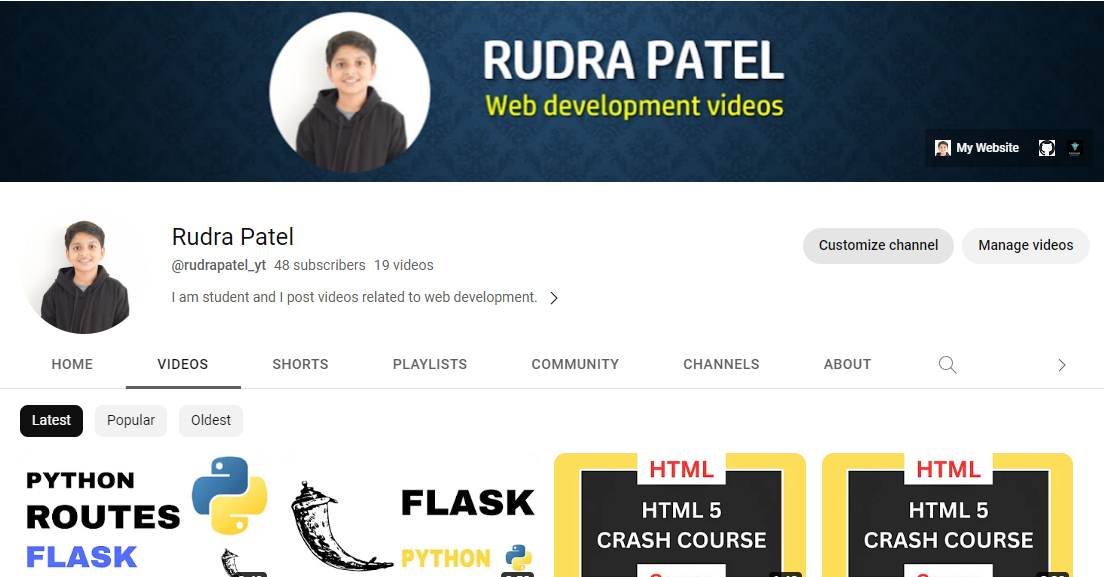 RUDRA PATEL
Web development videos
My Website
Rudra Patel
@rudrapatel_yt 48 subscribers 19 videos
I am student and I post videos related to web development.
Customize channel
Manage videos
HOME VIDEOS SHORTS PLAYLISTS COMMUNITY CHANNELS ABOUT
Latest Popular Oldest
PYTHON
ROUTES
FLASK
FLASK
PYTHON
HTML
HTML 5
CRASH COURSE
HTML
HTML 5
CRASH COURSE